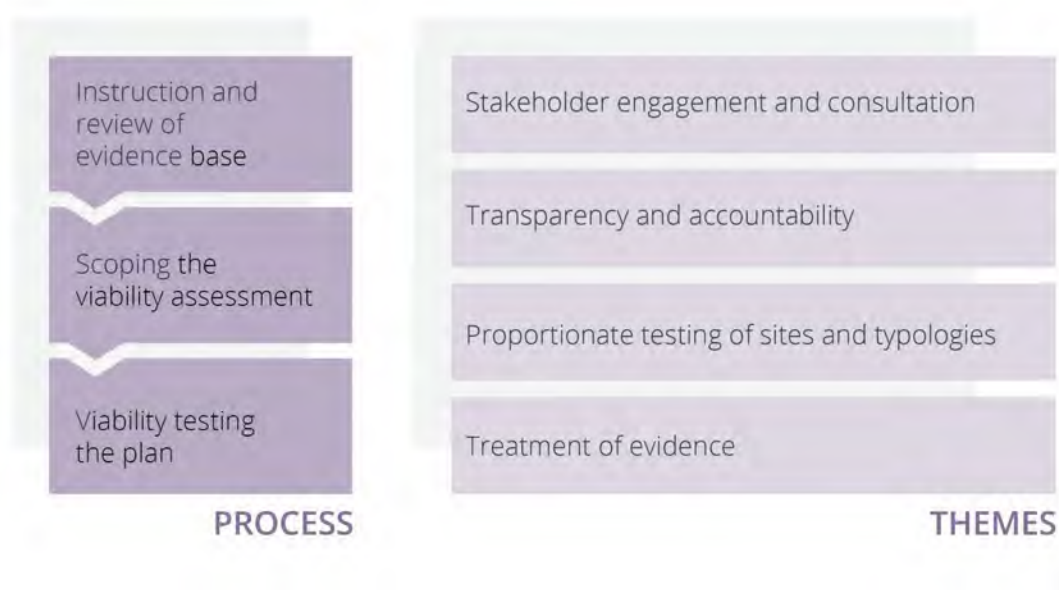 Instruction and
review of
evidence base
Scoping the
viability assessment
Viability testing
the plan
PROCESS
Stakeholder engagement and consultation
Transparency and accountability
Proportionate testing of sites and typologies
Treatment of evidence
THEMES